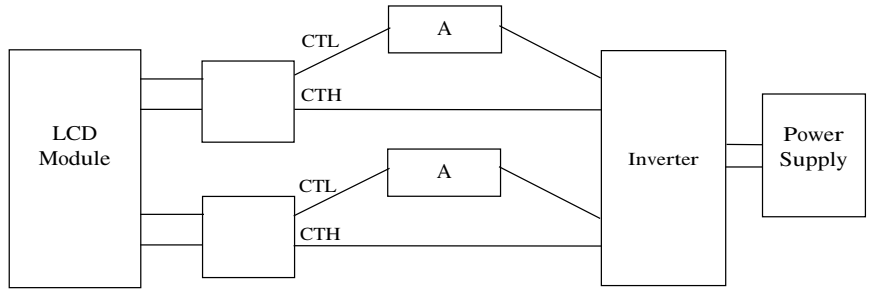 A
CTL
CTH
LCD
Module
Inverter
Power
Supply
A
CTL
CTH